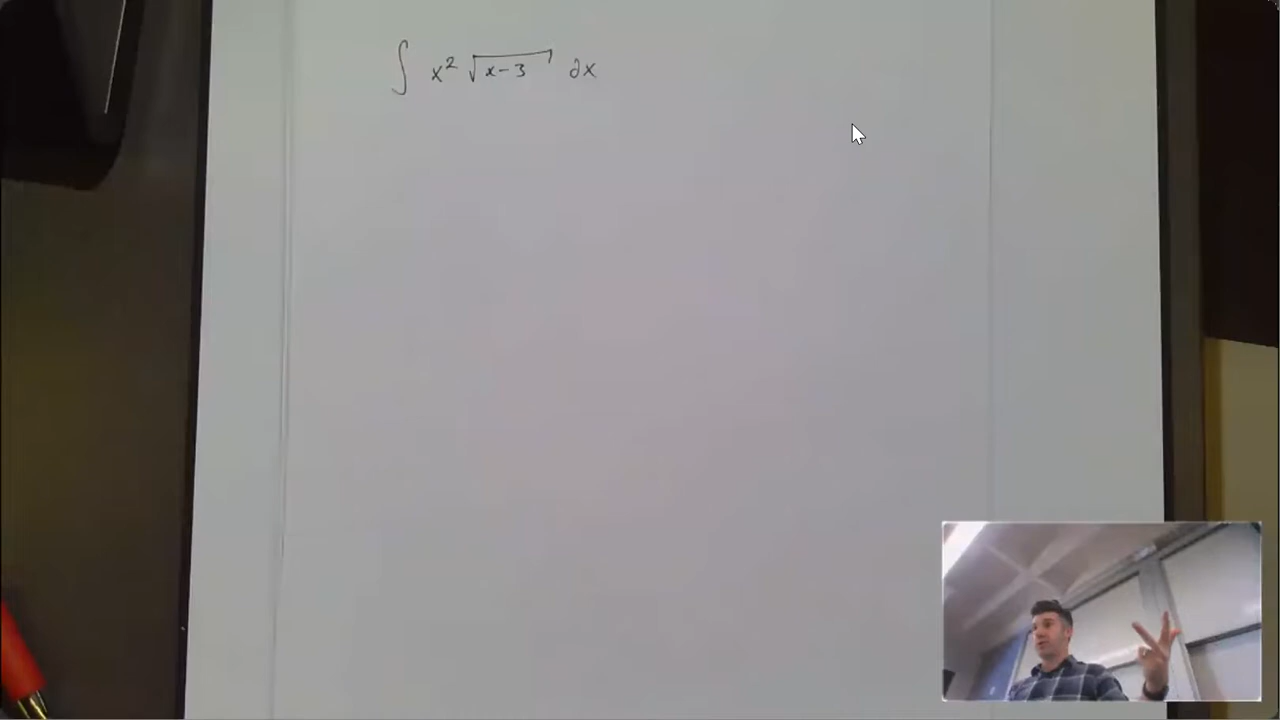 ∫ x² √(x-3) dx